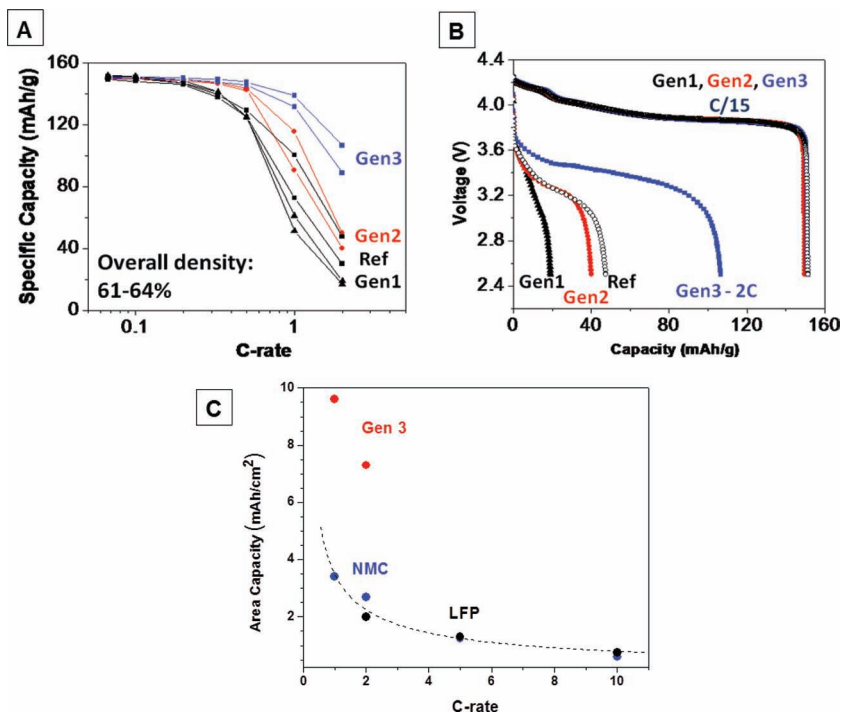 A
Specific Capacity (mAh/g)
160
120
80
40
0
Gen3
Gen2
Ref
Gen1
Overall density:
61-64%
0.1
1
C-rate
B
Voltage (V)
4.4
4.0
3.6
3.2
2.8
2.4
Gen1, Gen2, Gen3
C/15
Gen1
Gen2
Ref
Gen3 - 2C
0
40
80
120
160
Capacity (mAh/g)
C
Area Capacity (mAh/cm²)
10
8
6
4
2
Gen 3
NMC
LFP
0
2
4
6
8
10
C-rate